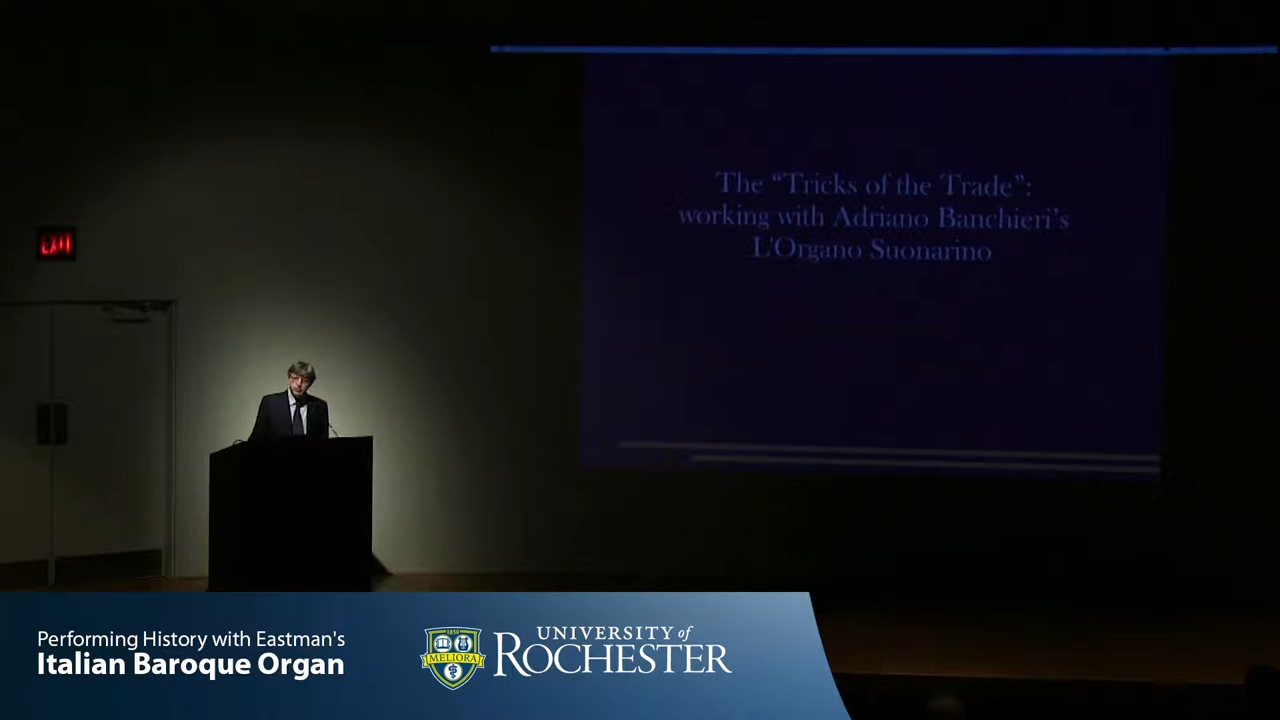 The “Tricks of the Trade”:
working with Adriano Banchieri’s
L'Organo Suonarino
EXIT
Performing History with Eastman's
Italian Baroque Organ
1850
MELIORA
UNIVERSITY of
ROCHESTER